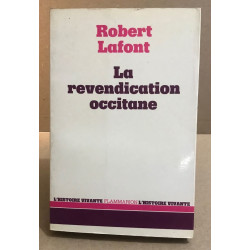 Robert
Lafont
La
revendication
occitane
L'HISTOIRE VIVANTE FLAMMARION L'HISTOIRE VIVANTE